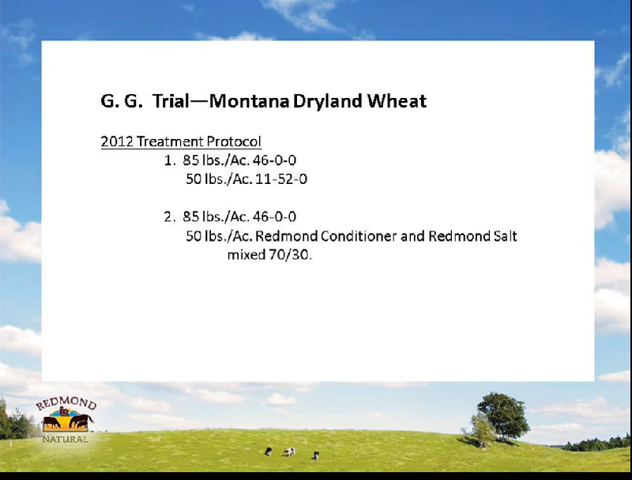 G. G. Trial—Montana Dryland Wheat
2012 Treatment Protocol
1. 85 lbs./Ac. 46-0-0
50 lbs./Ac. 11-52-0
2. 85 lbs./Ac. 46-0-0
50 lbs./Ac. Redmond Conditioner and Redmond Salt
mixed 70/30.
REDMOND
NATURAL